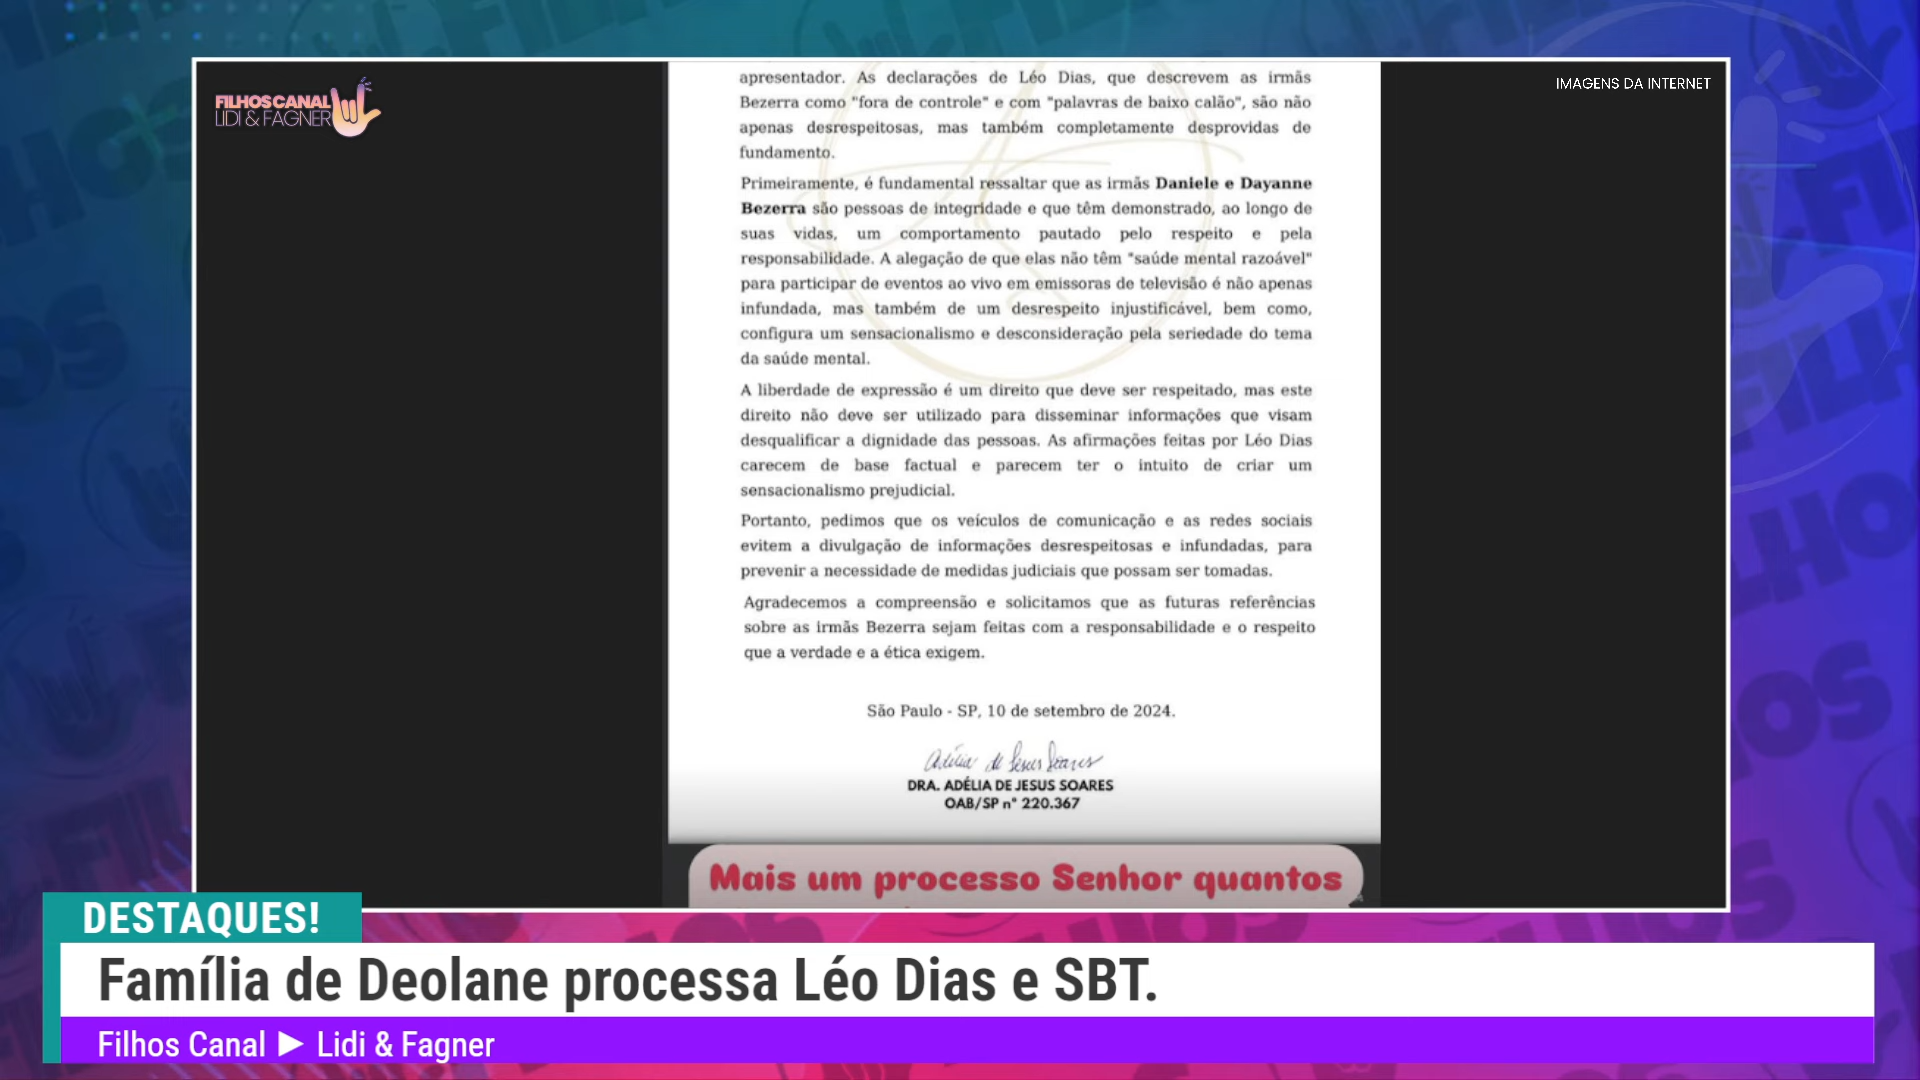 FILHOS CANAL
LIDI & FAGNER
IMAGENS DA INTERNET
apresentador. As declarações de Léo Dias, que descrevem as irmãs
Bezerra como "fora de controle" e com "palavras de baixo calão", são não
apenas desrespeitosas, mas também completamente desprovidas de
fundamento.
Primeiramente, é fundamental ressaltar que as irmãs Daniele e Dayanne
Bezerra são pessoas de integridade e que têm demonstrado, ao longo de
suas vidas, um comportamento pautado pelo respeito e pela
responsabilidade. A alegação de que elas não têm "saúde mental razoável"
para participar de eventos ao vivo em emissoras de televisão é não apenas
infundada, mas também de um desrespeito injustificável, bem como,
configura um sensacionalismo e desconsideração pela seriedade do tema
da saúde mental.
A liberdade de expressão é um direito que deve ser respeitado, mas este
direito não deve ser utilizado para disseminar informações que visam
desqualificar a dignidade das pessoas. As afirmações feitas por Léo Dias
carecem de base factual e parecem ter o intuito de criar um
sensacionalismo prejudicial.
Portanto, pedimos que os veículos de comunicação e as redes sociais
evitem a divulgação de informações desrespeitosas e infundadas, para
prevenir a necessidade de medidas judiciais que possam ser tomadas.
Agradecemos a compreensão e solicitamos que as futuras referências
sobre as irmãs Bezerra sejam feitas com a responsabilidade e o respeito
que a verdade e a ética exigem.
São Paulo - SP, 10 de setembro de 2024.
Adélia de Jesus Soares
DRA. ADÉLIA DE JESUS SOARES
OAB/SP n° 220.367
Mais um processo Senhor quantos
DESTAQUES!
Família de Deolane processa Léo Dias e SBT.
Filhos Canal ► Lidi & Fagner